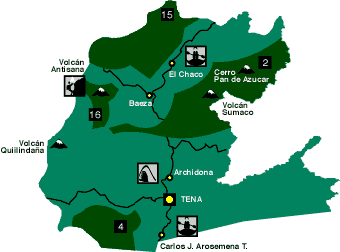 15
Volcán
Antisana
El Chaco
2
Cerro
Pan de Azucar
Baeza
Volcán
Sumaco
16
Volcán
Quilindaña
Archidona
TENA
4
Carlos J. Arosemena T.